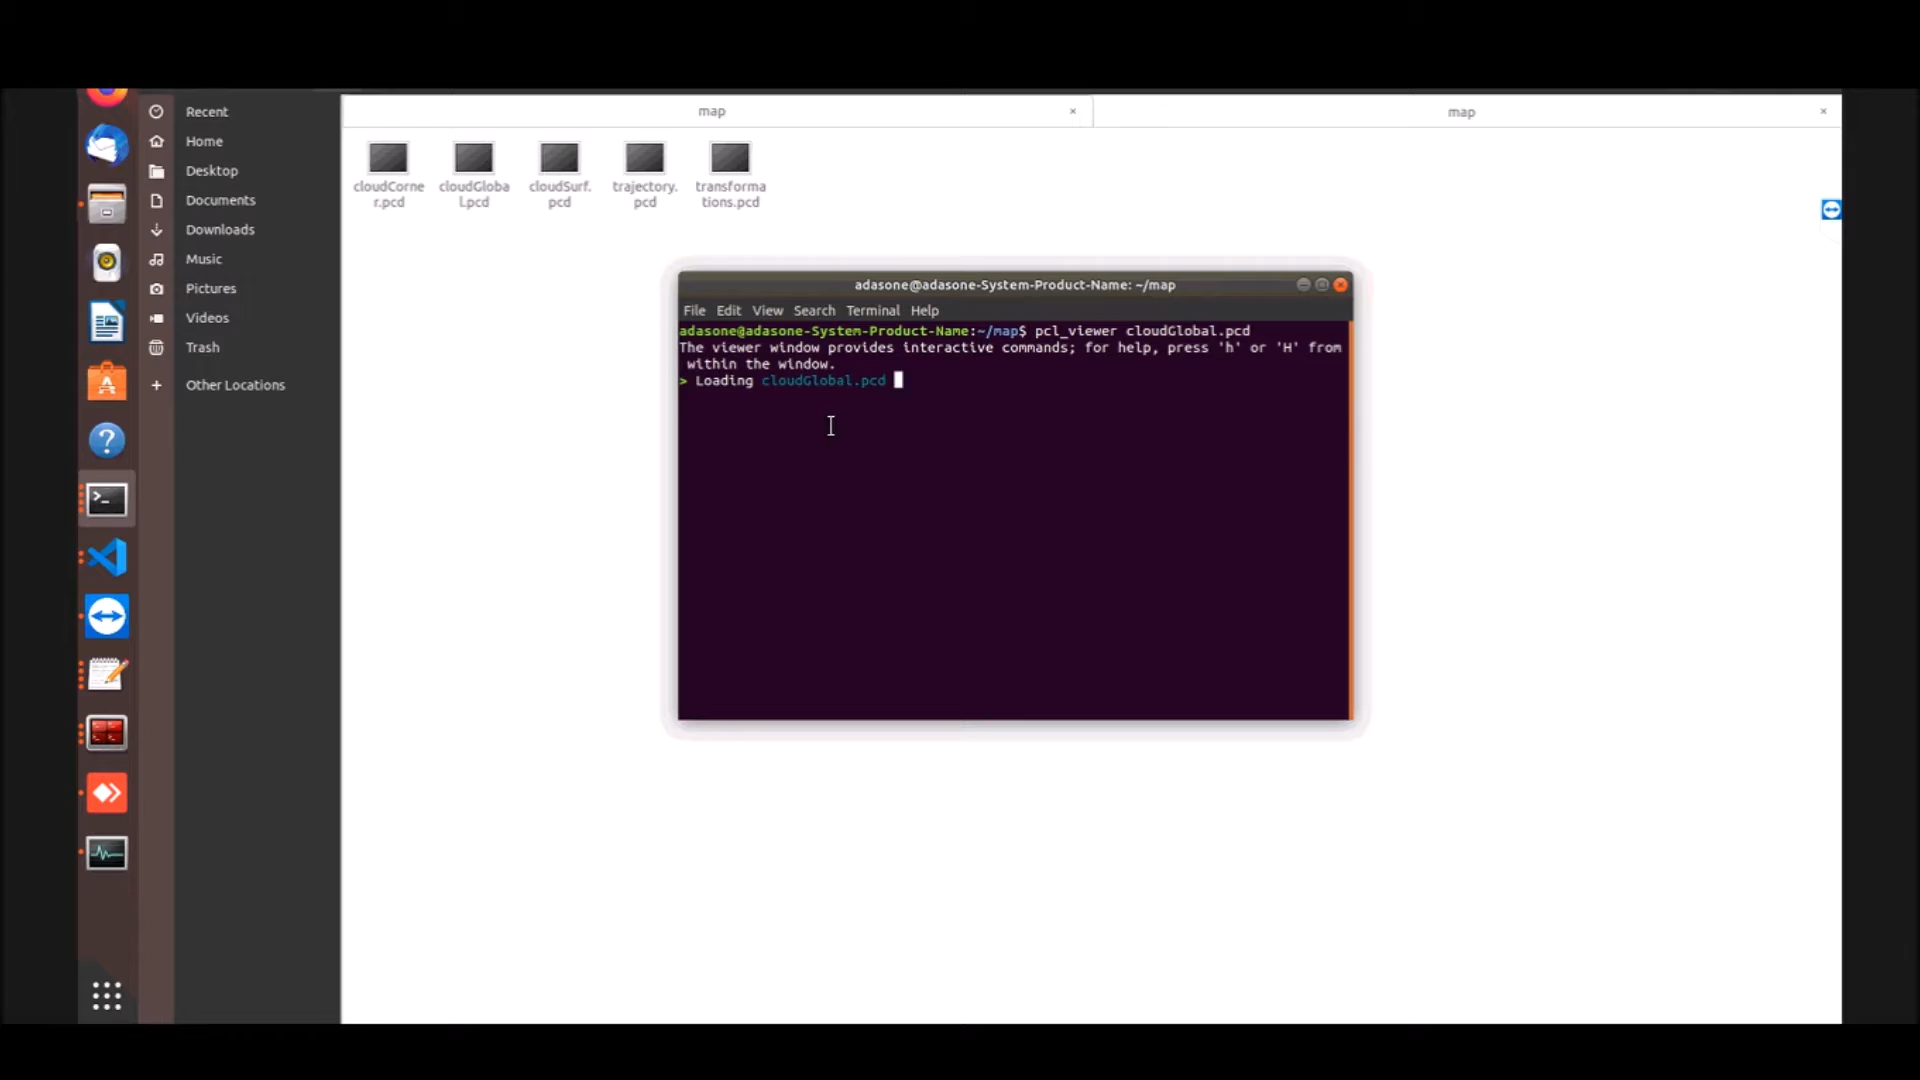 Recent
Home
Desktop
Documents
Downloads
Music
Pictures
Videos
Trash
Other Locations
map
map
cloudCorne
r.pcd
cloudGloba
l.pcd
cloudSurf.
pcd
trajectory.
pcd
transforma
tions.pcd
adasone@adasone-System-Product-Name: ~/map
File Edit View Search Terminal Help
adasone@adasone-System-Product-Name:~/map$ pcl_viewer cloudGlobal.pcd
The viewer window provides interactive commands; for help, press 'h' or 'H' from
within the window.
> Loading cloudGlobal.pcd